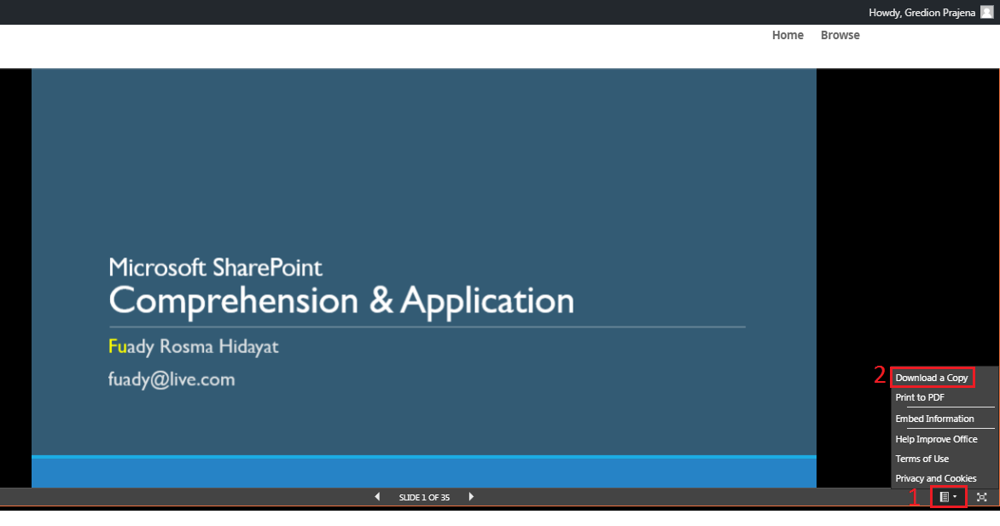 Howdy, Gredion Prajena
Home Browse
Microsoft SharePoint
Comprehension & Application
Fuady Rosma Hidayat
fuady@live.com
2 Download a Copy
Print to PDF
Embed Information
Help Improve Office
Terms of Use
Privacy and Cookies
SLIDE 1 OF 35 1